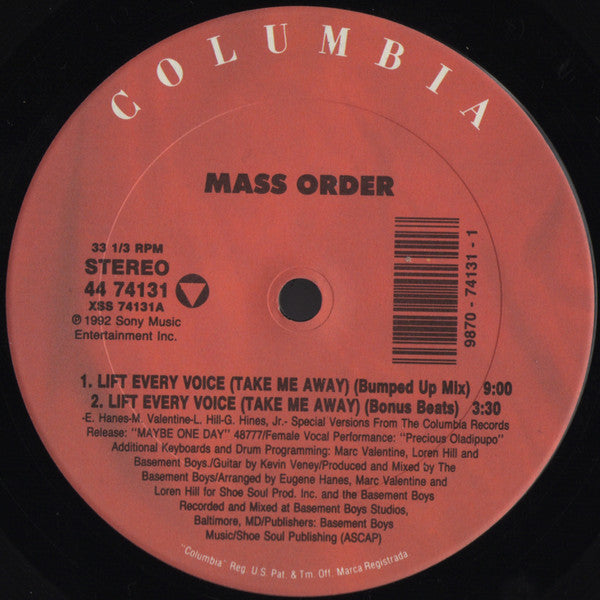 COLUMBIA
MASS ORDER
33 1/3 RPM
STEREO
44 74131
XSS 74131A
℗ 1992 Sony Music
Entertainment Inc.
9870 - 74131 - 1
1. LIFT EVERY VOICE (TAKE ME AWAY) (Bumped Up Mix) 9:00
2. LIFT EVERY VOICE (TAKE ME AWAY) (Bonus Beats) 3:30
-E. Hanes-M. Valentine-L. Hill-G. Hines, Jr.- Special Versions From The Columbia Records
Release: "MAYBE ONE DAY" 48777/Female Vocal Performance: "Precious Oladipupo"
Additional Keyboards and Drum Programming: Marc Valentine, Loren Hill and
Basement Boys./Guitar by Kevin Veney/Produced and Mixed by The
Basement Boys/Arranged by Eugene Hanes, Marc Valentine and
Loren Hill for Shoe Soul Prod. Inc. and the Basement Boys
Recorded and Mixed at Basement Boys Studios,
Baltimore, MD/Publishers: Basement Boys
Music/Shoe Soul Publishing (ASCAP)
"Columbia" Reg. U.S. Pat. & Tm. Off. Marca Registrada.